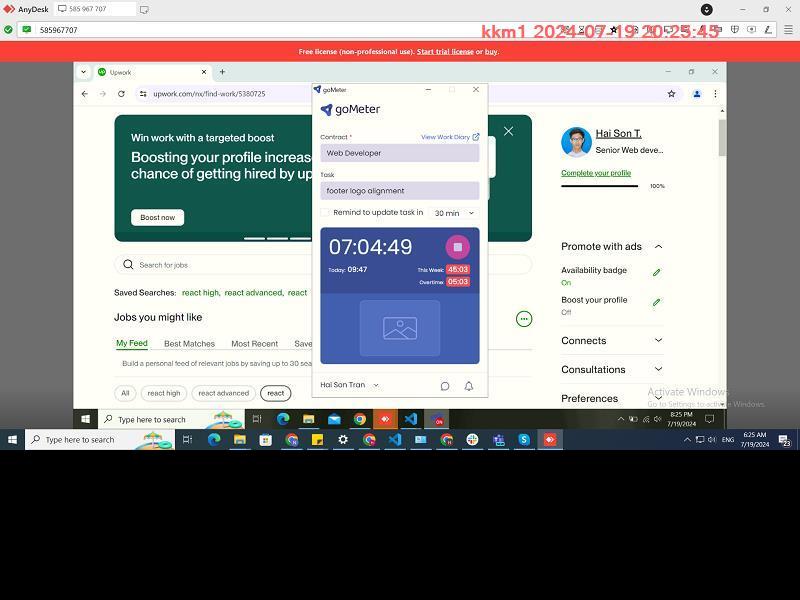 AnyDesk
585 967 707
585967707
kkm1 2024-07-19 20:25:45
Free license (non-professional use). Start trial license or buy.
Upwork
upwork.com/nx/find-work/5380725
goMeter
goMeter
Win work with a targeted boost
Boosting your profile increas
chance of getting hired by up
Boost now
Contract *
View Work Diary
Web Developer
Task
footer logo alignment
Remind to update task in
30 min
07:04:49
Today: 09:47
This Week: 45:03
Overtime: 05:03
Hai Son Tran
Search for jobs
Saved Searches: react high, react advanced, react
Jobs you might like
My Feed
Best Matches
Most Recent
Save
Build a personal feed of relevant jobs by saving up to 30 sea
All
react high
react advanced
react
Hai Son T.
Senior Web deve...
Complete your profile
100%
Promote with ads
Availability badge
On
Boost your profile
Off
Connects
Consultations
Preferences
Activate Windows
Go to Settings to activate Windows.
Type here to search
ON
8:25 PM
7/19/2024
Type here to search
ENG
6:25 AM
7/19/2024
23